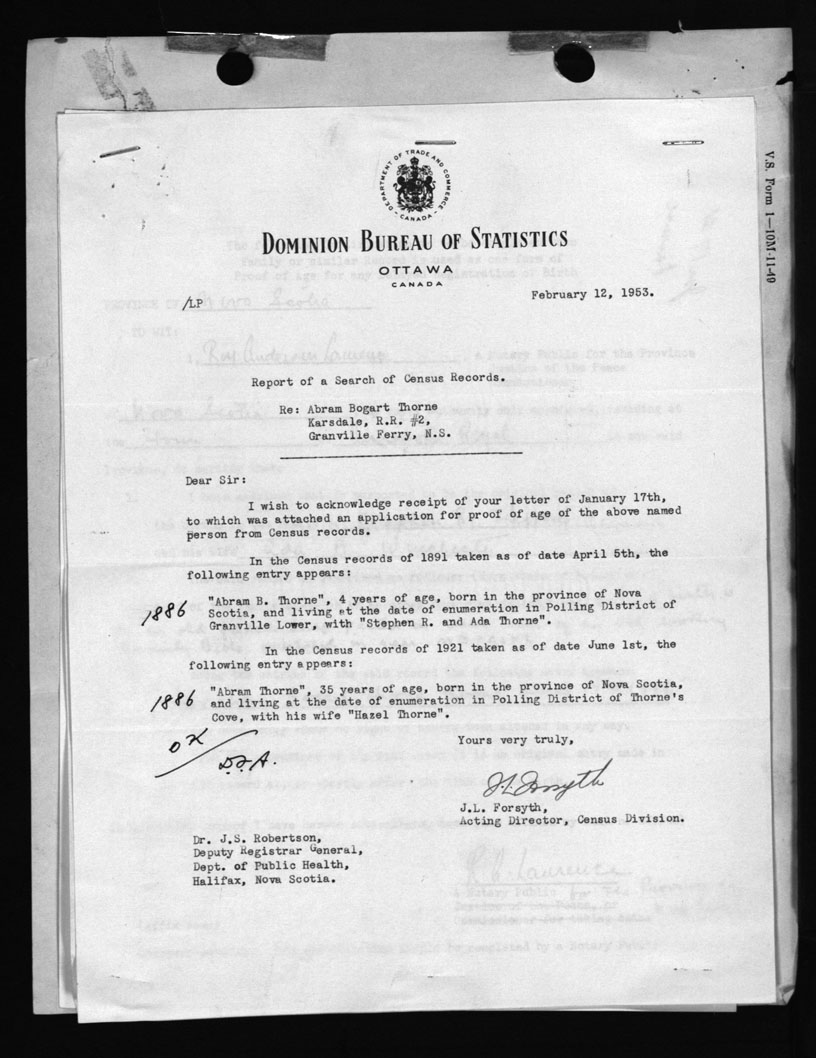 V.S. Form 1—10M-11-49
DEPARTMENT OF TRADE AND COMMERCE
- CANADA -
DOMINION BUREAU OF STATISTICS
OTTAWA
CANADA
/LP
February 12, 1953.
Report of a Search of Census Records.
Re: Abram Bogart Thorne
Karsdale, R.R. #2,
Granville Ferry, N.S.
Dear Sir:
I wish to acknowledge receipt of your letter of January 17th,
to which was attached an application for proof of age of the above named
person from Census records.
In the Census records of 1891 taken as of date April 5th, the
following entry appears:
1886
"Abram B. Thorne", 4 years of age, born in the province of Nova
Scotia, and living at the date of enumeration in Polling District of
Granville Lower, with "Stephen R. and Ada Thorne".
In the Census records of 1921 taken as of date June 1st, the
following entry appears:
1886
"Abram Thorne", 35 years of age, born in the province of Nova Scotia,
and living at the date of enumeration in Polling District of Thorne's
Cove, with his wife "Hazel Thorne".
OK
Yours very truly,
J.L. Forsyth
J.L. Forsyth,
Acting Director, Census Division.
Dr. J.S. Robertson,
Deputy Registrar General,
Dept. of Public Health,
Halifax, Nova Scotia.